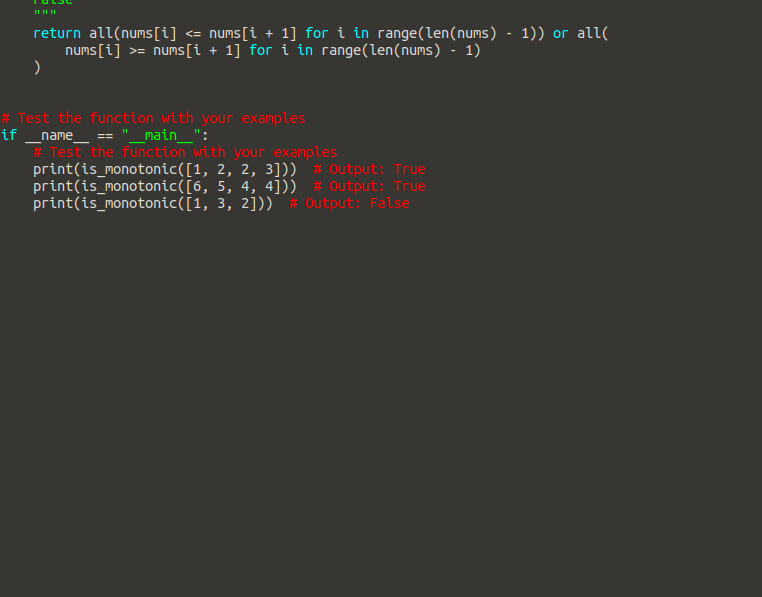 False
"""
return all(nums[i] <= nums[i + 1] for i in range(len(nums) - 1)) or all(
nums[i] >= nums[i + 1] for i in range(len(nums) - 1)
)
# Test the function with your examples
if __name__ == "__main__":
# Test the function with your examples
print(is_monotonic([1, 2, 2, 3]))  # Output: True
print(is_monotonic([6, 5, 4, 4]))  # Output: True
print(is_monotonic([1, 3, 2]))  # Output: False